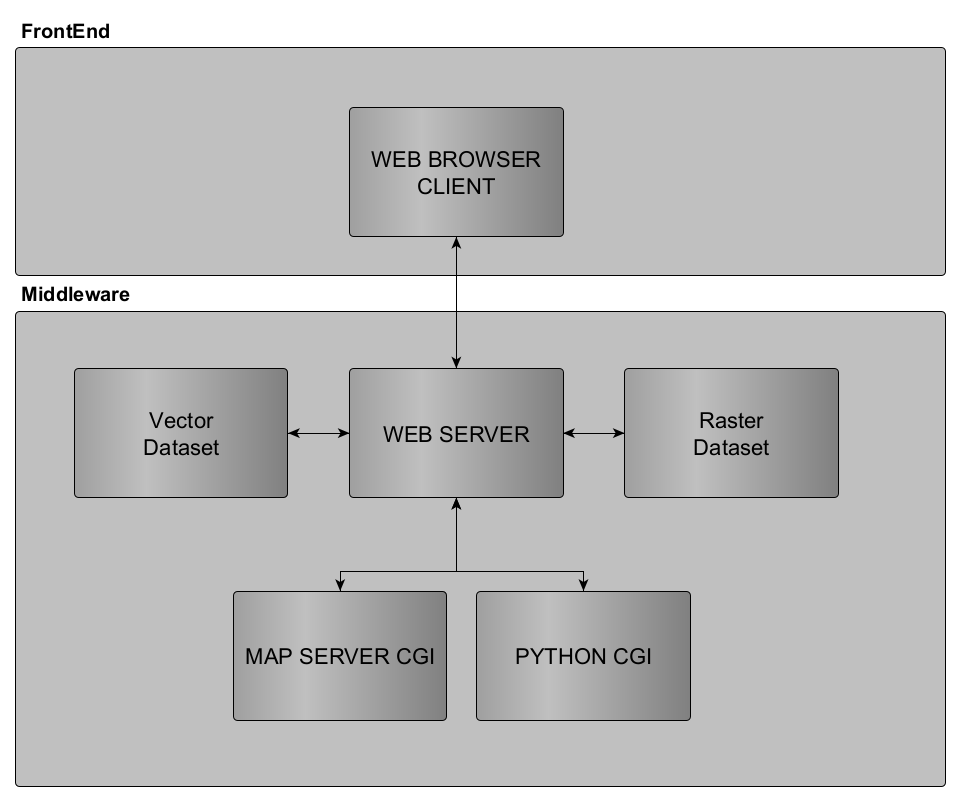 FrontEnd
WEB BROWSER
CLIENT
Middleware
Vector
Dataset
WEB SERVER
Raster
Dataset
MAP SERVER CGI
PYTHON CGI